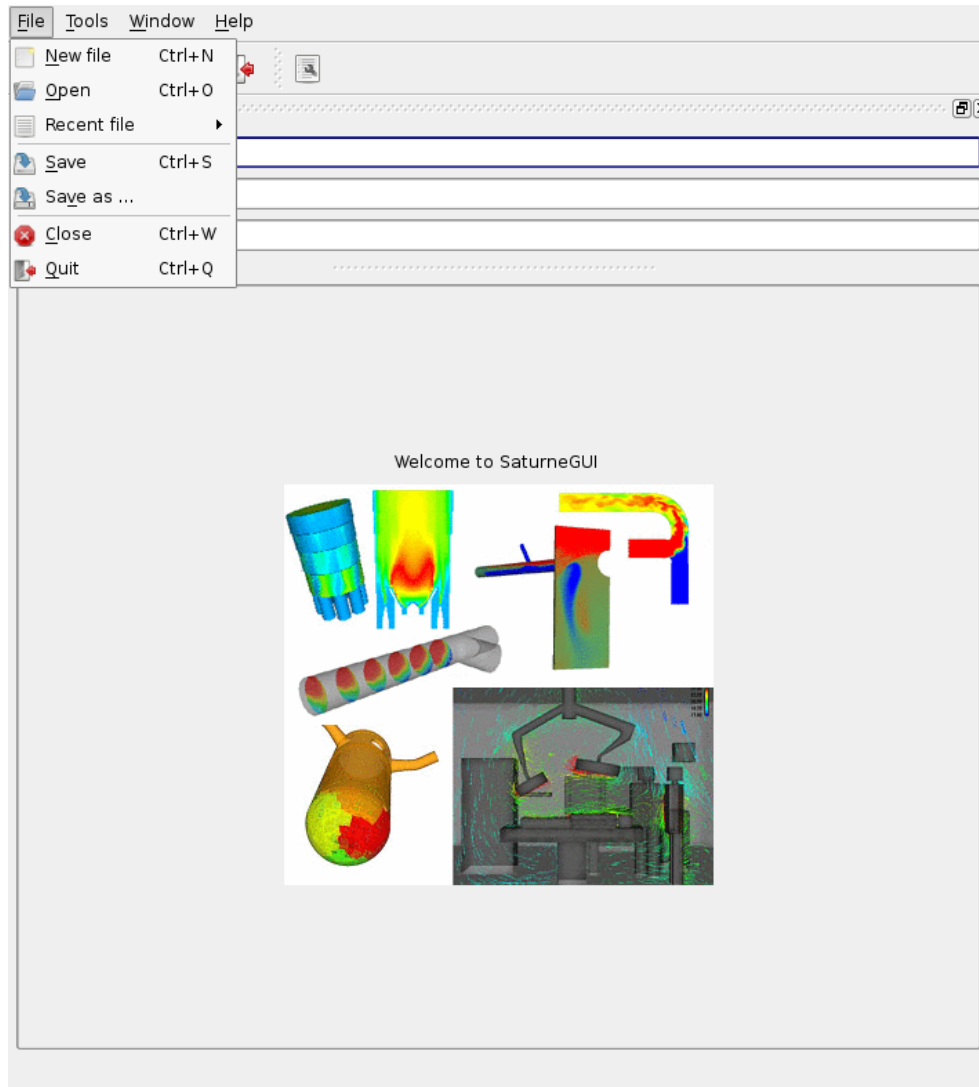 File Tools Window Help
New file Ctrl+N
Open Ctrl+O
Recent file
Save Ctrl+S
Save as ...
Close Ctrl+W
Quit Ctrl+Q
Welcome to SaturneGUI